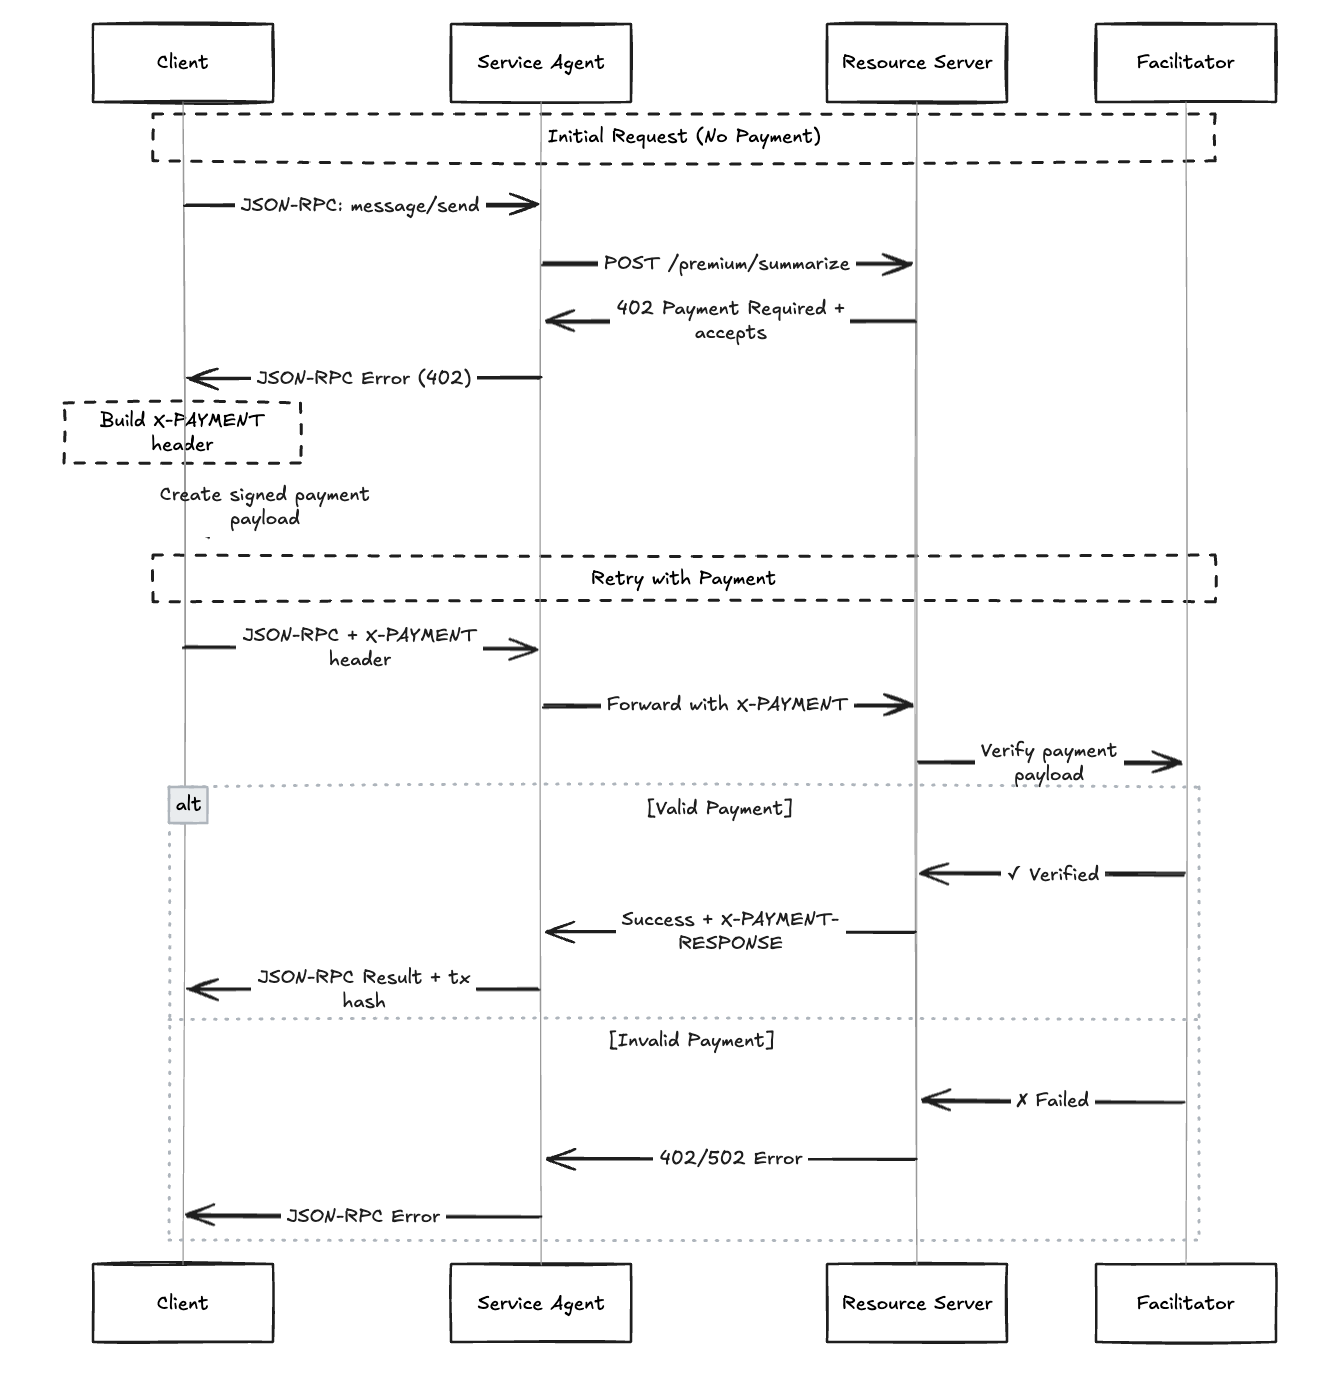 Client
Service Agent
Resource Server
Facilitator
Initial Request (No Payment)
JSON-RPC: message/send
POST /premium/summarize
402 Payment Required +
accepts
JSON-RPC Error (402)
Build X-PAYMENT
header
Create signed payment
payload
Retry with Payment
JSON-RPC + X-PAYMENT
header
Forward with X-PAYMENT
Verify payment
payload
alt
[Valid Payment]
✓ Verified
Success + X-PAYMENT-
RESPONSE
JSON-RPC Result + tx
hash
[Invalid Payment]
✗ Failed
402/502 Error
JSON-RPC Error
Client
Service Agent
Resource Server
Facilitator